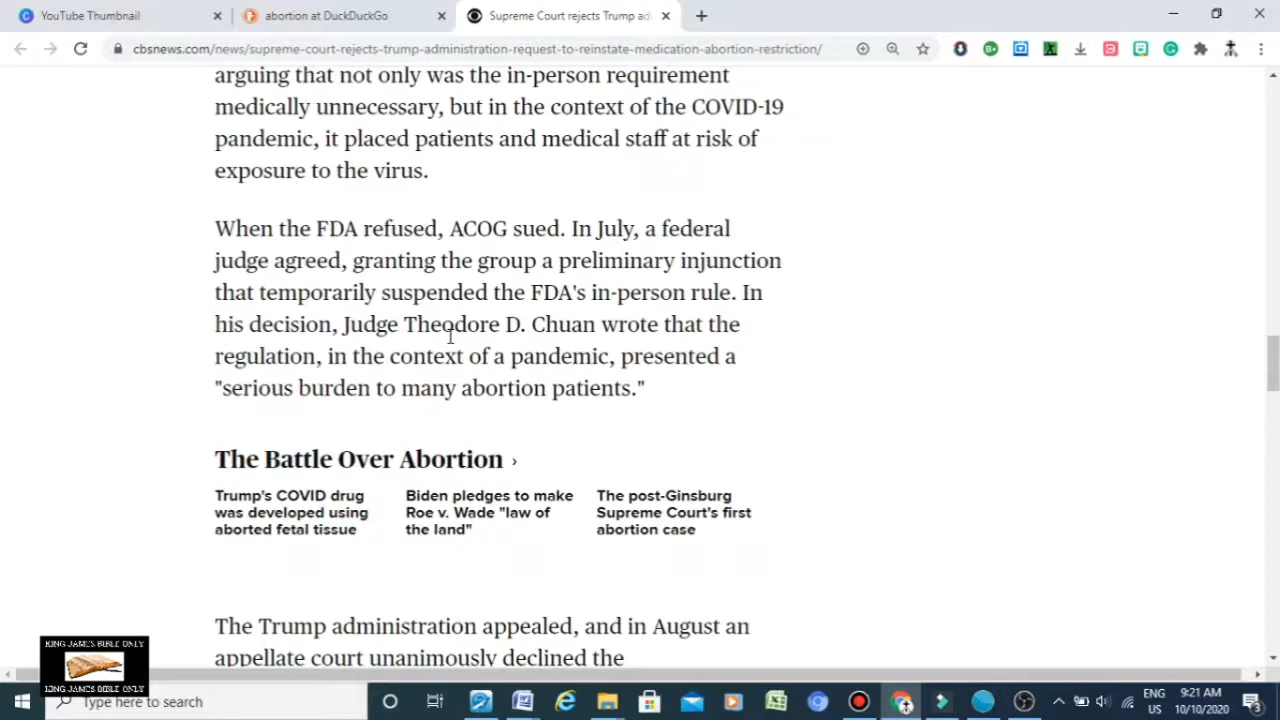 YouTube Thumbnail
abortion at DuckDuckGo
Supreme Court rejects Trump ad
cbsnews.com/news/supreme-court-rejects-trump-administration-request-to-reinstate-medication-abortion-restriction/
arguing that not only was the in-person requirement
medically unnecessary, but in the context of the COVID-19
pandemic, it placed patients and medical staff at risk of
exposure to the virus.
When the FDA refused, ACOG sued. In July, a federal
judge agreed, granting the group a preliminary injunction
that temporarily suspended the FDA's in-person rule. In
his decision, Judge Theodore D. Chuan wrote that the
regulation, in the context of a pandemic, presented a
"serious burden to many abortion patients."
The Battle Over Abortion ›
Trump's COVID drug
was developed using
aborted fetal tissue
Biden pledges to make
Roe v. Wade "law of
the land"
The post-Ginsburg
Supreme Court's first
abortion case
The Trump administration appealed, and in August an
appellate court unanimously declined the
KING JAMES BIBLE ONLY
KING JAMES BIBLE ONLY
Type here to search
ENG
US
9:21 AM
10/10/2020
3